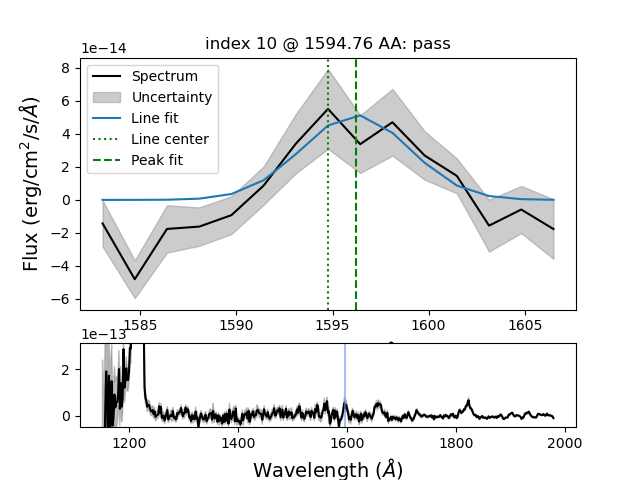 index 10 @ 1594.76 AA: pass
1e−14
Spectrum
Uncertainty
Line fit
Line center
Peak fit
8
6
4
2
0
−2
−4
−6
Flux (erg/cm²/s/Å)
1585
1590
1595
1600
1605
1e−13
2
0
1200
1400
1600
1800
2000
Wavelength (Å)